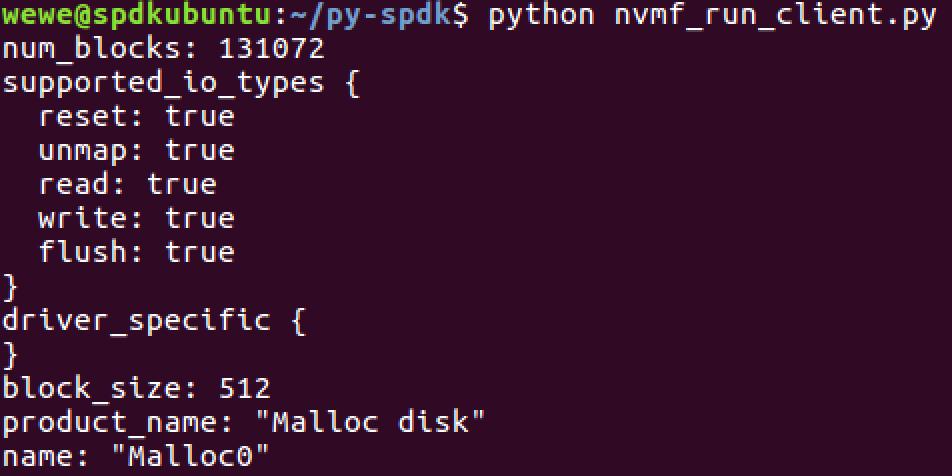 wewe@spdkubuntu:~/py-spdk$ python nvmf_run_client.py
num_blocks: 131072
supported_io_types {
  reset: true
  unmap: true
  read: true
  write: true
  flush: true
}
driver_specific {
}
block_size: 512
product_name: "Malloc disk"
name: "Malloc0"